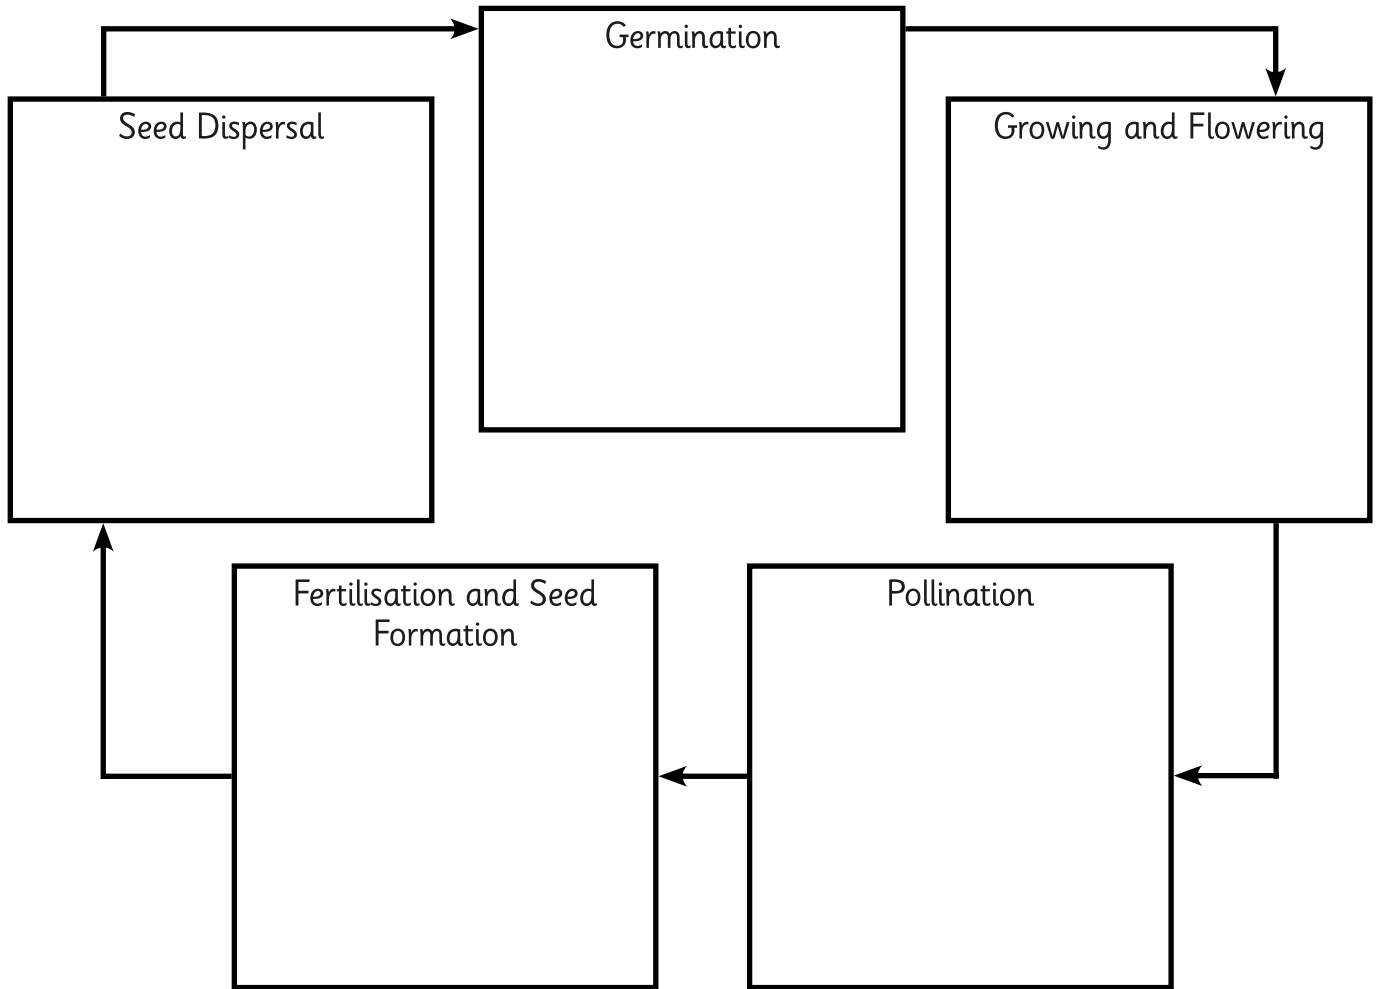 Germination
Seed Dispersal
Growing and Flowering
Fertilisation and Seed
Formation
Pollination